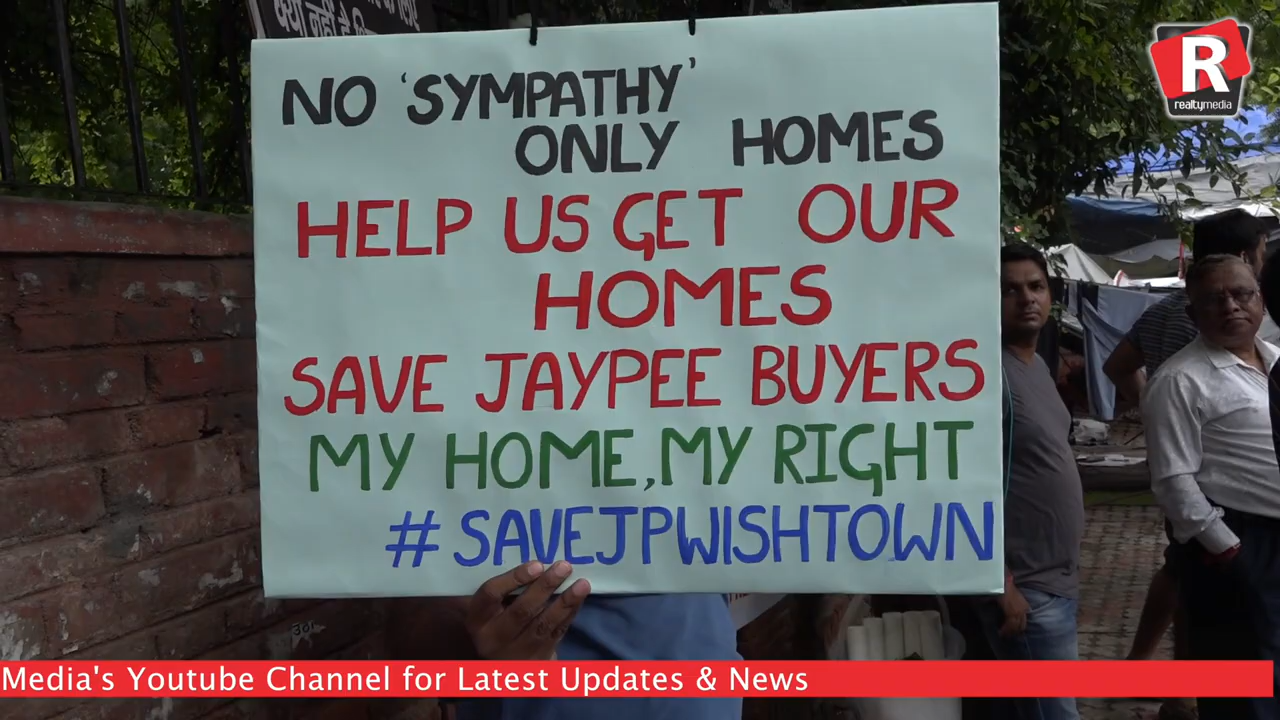 क्यों नहीं है
NO 'SYMPATHY'
ONLY HOMES
HELP US GET OUR
HOMES
SAVE JAYPEE BUYERS
MY HOME, MY RIGHT
#SAVEJPWISHTOWN
R
realtymedia
Media's Youtube Channel for Latest Updates & News